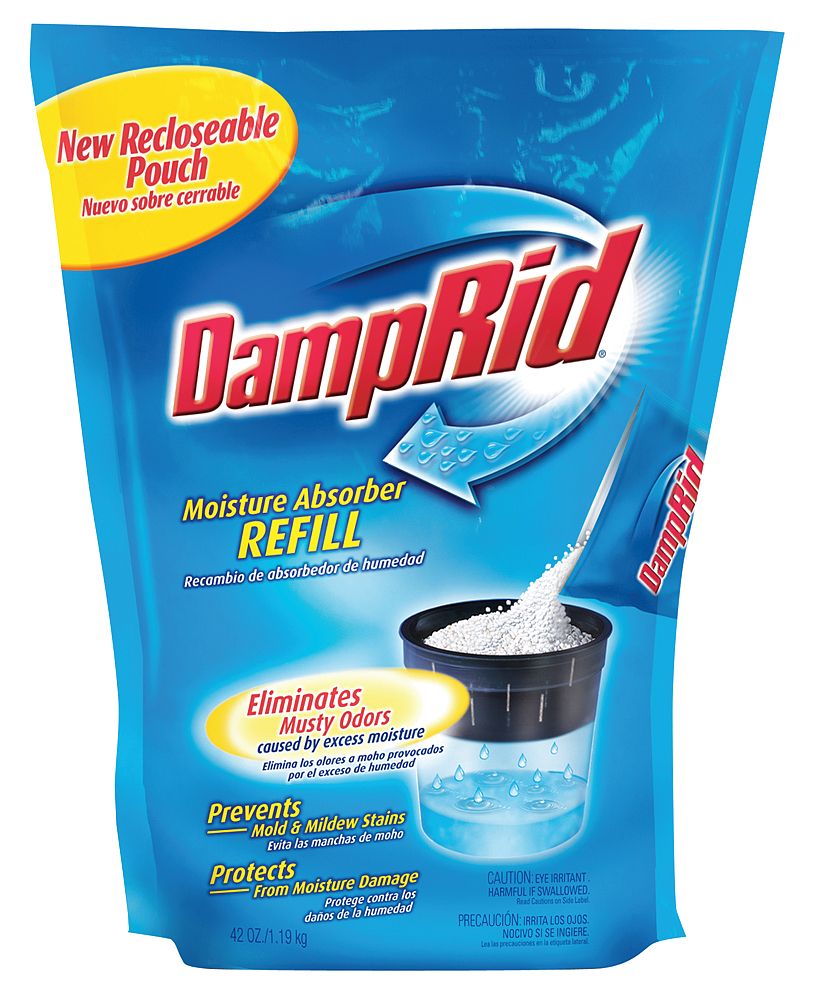 New Recloseable
Pouch
Nuevo sobre cerrable
DampRid®
Moisture Absorber
REFILL
Recambio de absorbedor de humedad
DampRid
Eliminates
Musty Odors
caused by excess moisture
Elimina los olores a moho provocados
por el exceso de humedad
Prevents
Mold & Mildew Stains
Evita las manchas de moho
Protects
From Moisture Damage
Protege contra los
daños de la humedad
42 OZ./1.19 kg
CAUTION: EYE IRRITANT.
HARMFUL IF SWALLOWED.
Read Cautions on Side Label.
PRECAUCIÓN: IRRITA LOS OJOS.
NOCIVO SI SE INGIERE.
Lea las precauciones en la etiqueta lateral.